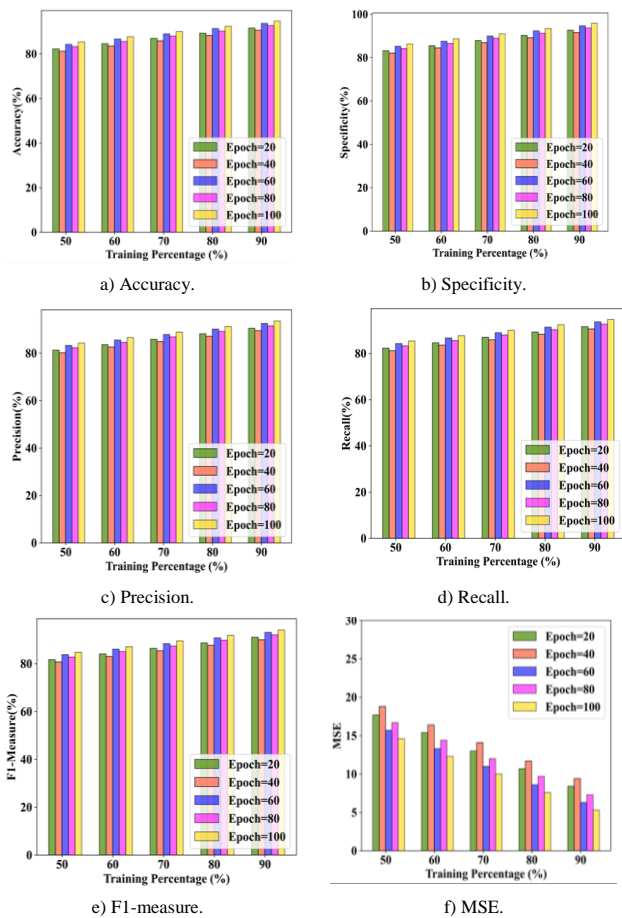 Accuracy(%)
80
60
40
20
0
Epoch=20
Epoch=40
Epoch=60
Epoch=80
Epoch=100
50 60 70 80 90
Training Percentage (%)
a) Accuracy.
Specificity(%)
100
80
60
40
20
0
Epoch=20
Epoch=40
Epoch=60
Epoch=80
Epoch=100
50 60 70 80 90
Training Percentage (%)
b) Specificity.
Precision(%)
80
60
40
20
0
Epoch=20
Epoch=40
Epoch=60
Epoch=80
Epoch=100
50 60 70 80 90
Training Percentage (%)
c) Precision.
Recall(%)
80
60
40
20
0
Epoch=20
Epoch=40
Epoch=60
Epoch=80
Epoch=100
50 60 70 80 90
Training Percentage (%)
d) Recall.
F1-Measure(%)
80
60
40
20
0
Epoch=20
Epoch=40
Epoch=60
Epoch=80
Epoch=100
50 60 70 80 90
Training Percentage (%)
e) F1-measure.
MSE
30
25
20
15
10
5
0
Epoch=20
Epoch=40
Epoch=60
Epoch=80
Epoch=100
50 60 70 80 90
Training Percentage (%)
f) MSE.